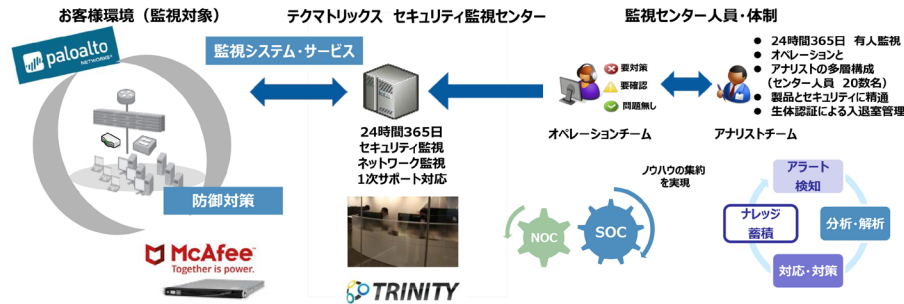 お客様環境（監視対象）
paloalto
NETWORKS
監視システム・サービス
防御対策
McAfee
Together is power.
テクマトリックス セキュリティ監視センター
24時間365日
セキュリティ監視
ネットワーク監視
1次サポート対応
TRINITY
監視センター人員・体制
要対策
要確認
問題無し
オペレーションチーム
アナリストチーム
● 24時間365日 有人監視
● オペレーションと
● アナリストの多層構成
（センター人員 20数名）
● 製品とセキュリティに精通
● 生体認証による入退室管理
ノウハウの集約
を実現
NOC
SOC
アラート
検知
分析・解析
対応・対策
ナレッジ
蓄積